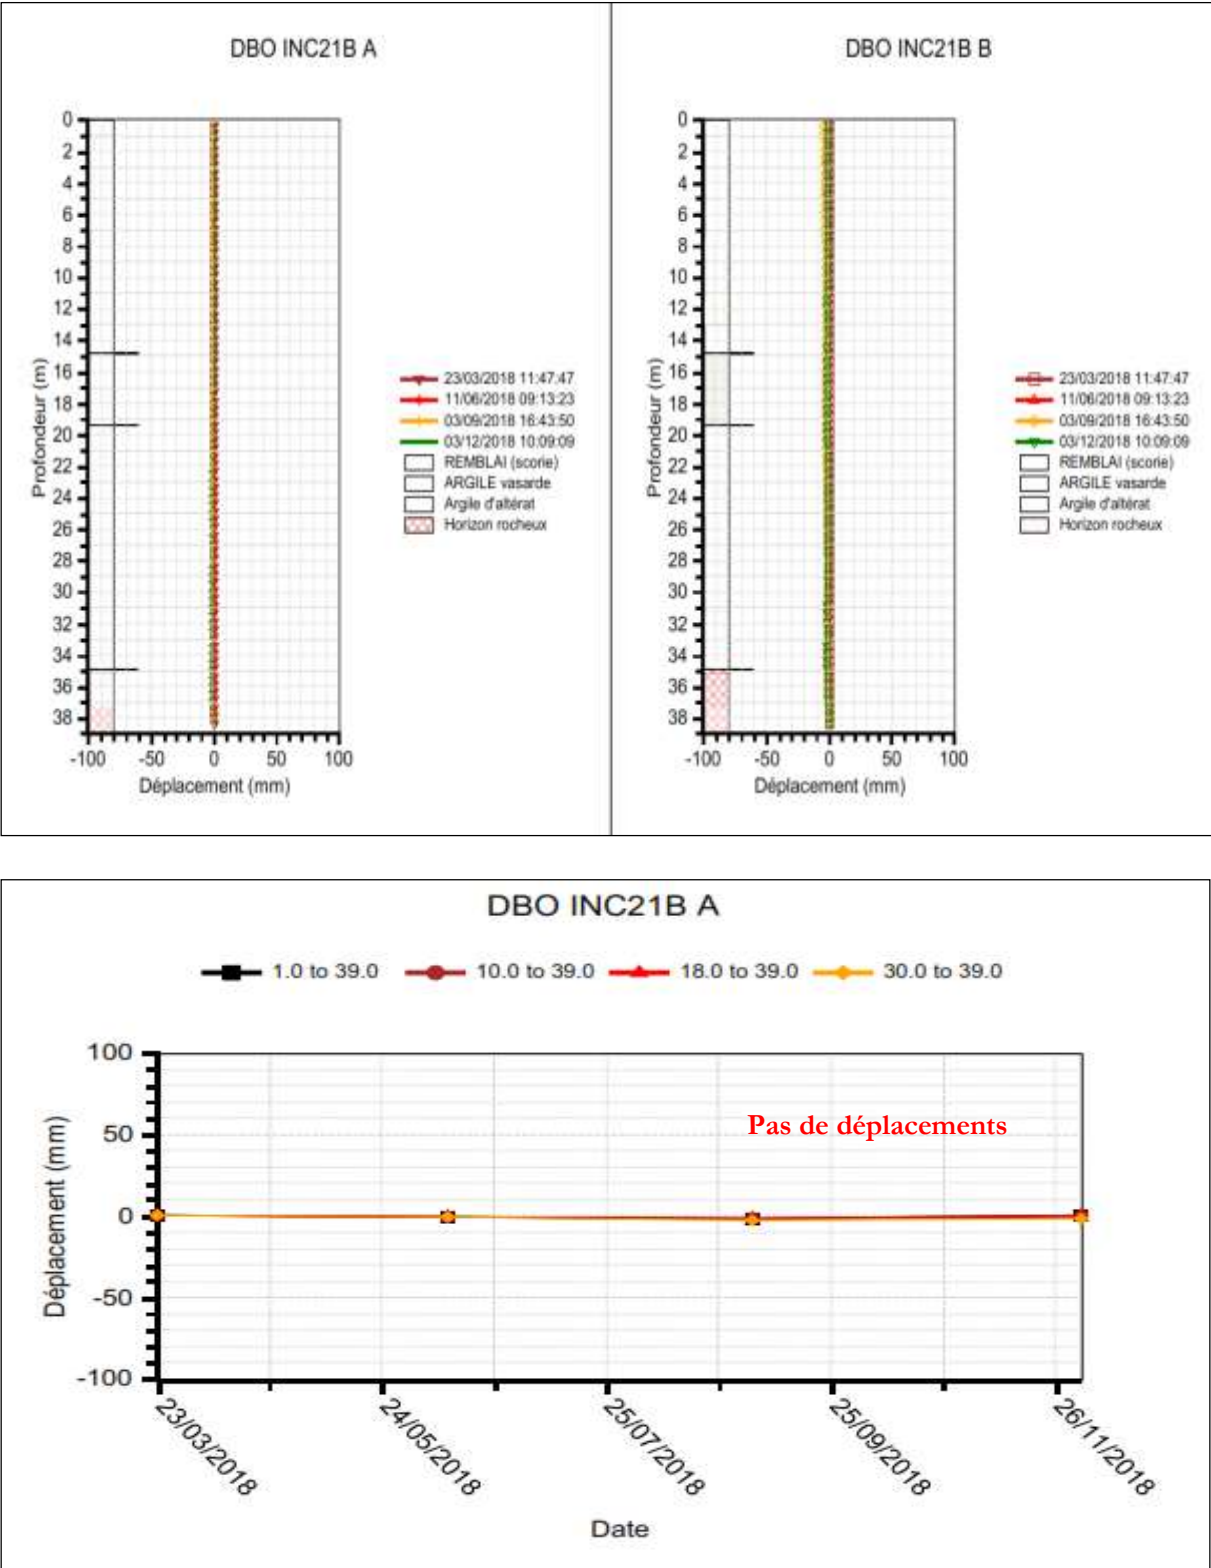 DBO INC21B A
0
2
4
6
8
10
12
14
16
18
20
22
24
26
28
30
32
34
36
38
Profondeur (m)
-100 -50 0 50 100
Déplacement (mm)
23/03/2018 11:47:47
11/06/2018 09:13:23
03/09/2018 16:43:50
03/12/2018 10:09:09
REMBLAI (scorie)
ARGILE vasarde
Argile d'altérat
Horizon rocheux
DBO INC21B B
0
2
4
6
8
10
12
14
16
18
20
22
24
26
28
30
32
34
36
38
Profondeur (m)
-100 -50 0 50 100
Déplacement (mm)
23/03/2018 11:47:47
11/06/2018 09:13:23
03/09/2018 16:43:50
03/12/2018 10:09:09
REMBLAI (scorie)
ARGILE vasarde
Argile d'altérat
Horizon rocheux
DBO INC21B A
1.0 to 39.0 10.0 to 39.0 18.0 to 39.0 30.0 to 39.0
100
50
0
-50
-100
Déplacement (mm)
Pas de déplacements
23/03/2018 24/05/2018 25/07/2018 25/09/2018 26/11/2018
Date